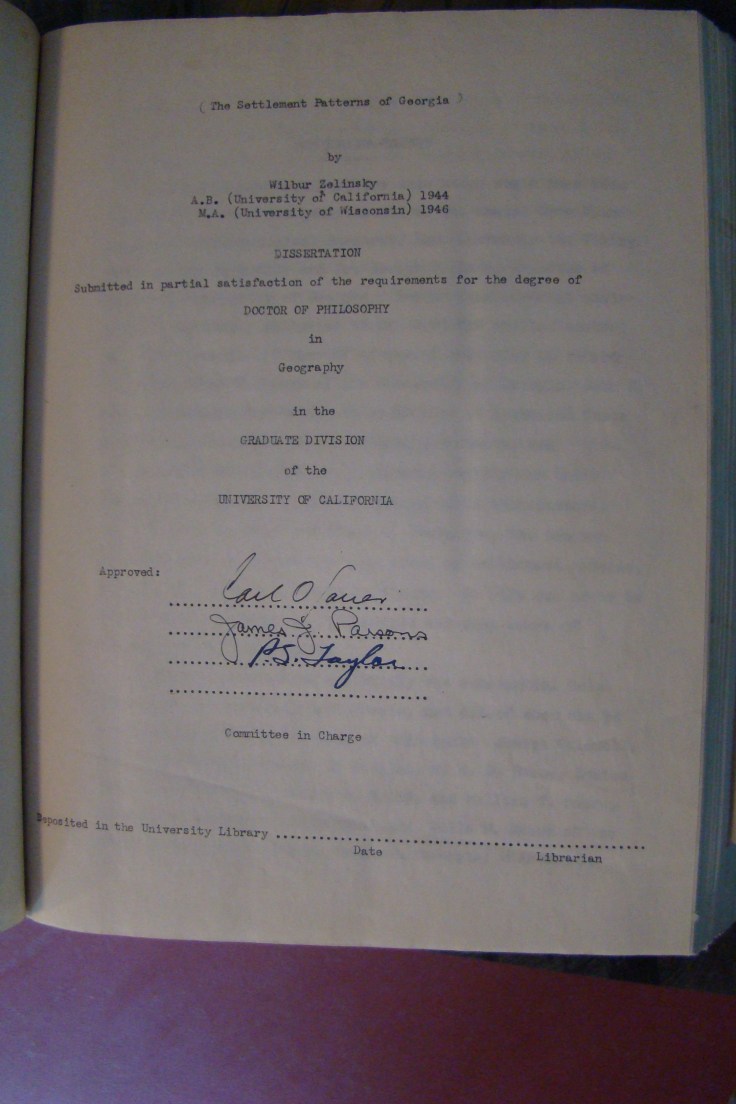 ( The Settlement Patterns of Georgia )
by
Wilbur Zelinsky
A.B. (University of California) 1944
M.A. (University of Wisconsin) 1946
DISSERTATION
Submitted in partial satisfaction of the requirements for the degree of
DOCTOR OF PHILOSOPHY
in
Geography
in the
GRADUATE DIVISION
of the
UNIVERSITY OF CALIFORNIA
Approved:
Carl O Sauer
James J. Parsons
P.S. Taylor
Committee in Charge
Deposited in the University Library
Date Librarian